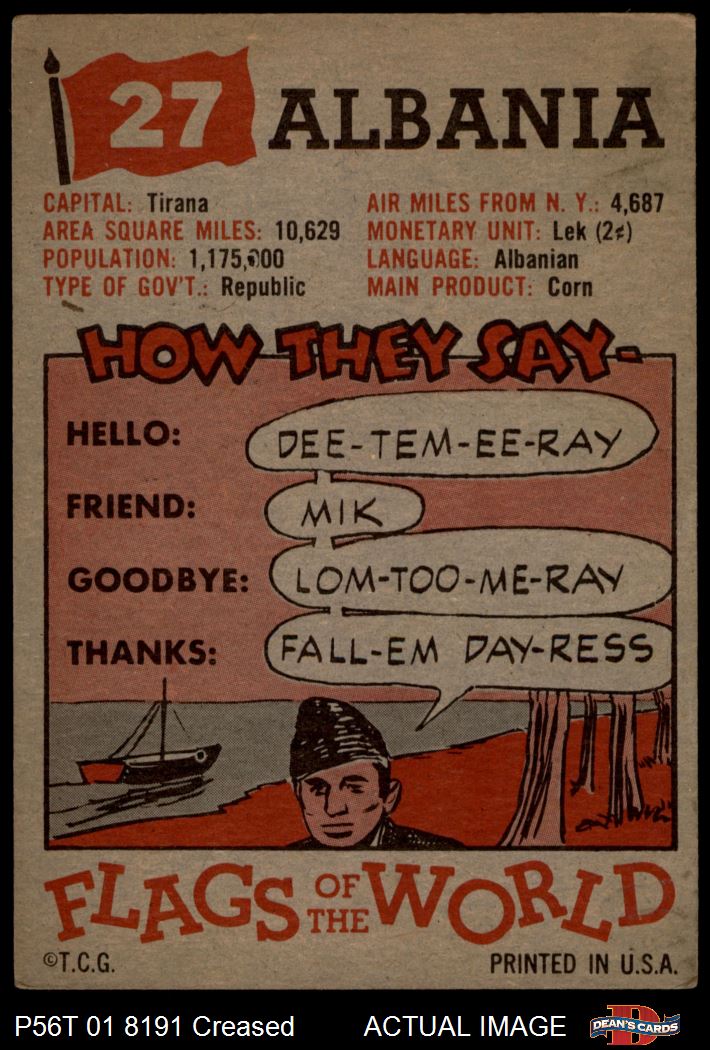 27 ALBANIA
CAPITAL: Tirana
AREA SQUARE MILES: 10,629
POPULATION: 1,175,000
TYPE OF GOV'T.: Republic
AIR MILES FROM N. Y.: 4,687
MONETARY UNIT: Lek (2¢)
LANGUAGE: Albanian
MAIN PRODUCT: Corn
HOW THEY SAY-
HELLO: DEE-TEM-EE-RAY
FRIEND: MIK
GOODBYE: LOM-TOO-ME-RAY
THANKS: FALL-EM DAY-RESS
FLAGS OF THE WORLD
©T.C.G. PRINTED IN U.S.A.
P56T 01 8191 Creased ACTUAL IMAGE
D
DEAN'S CARDS